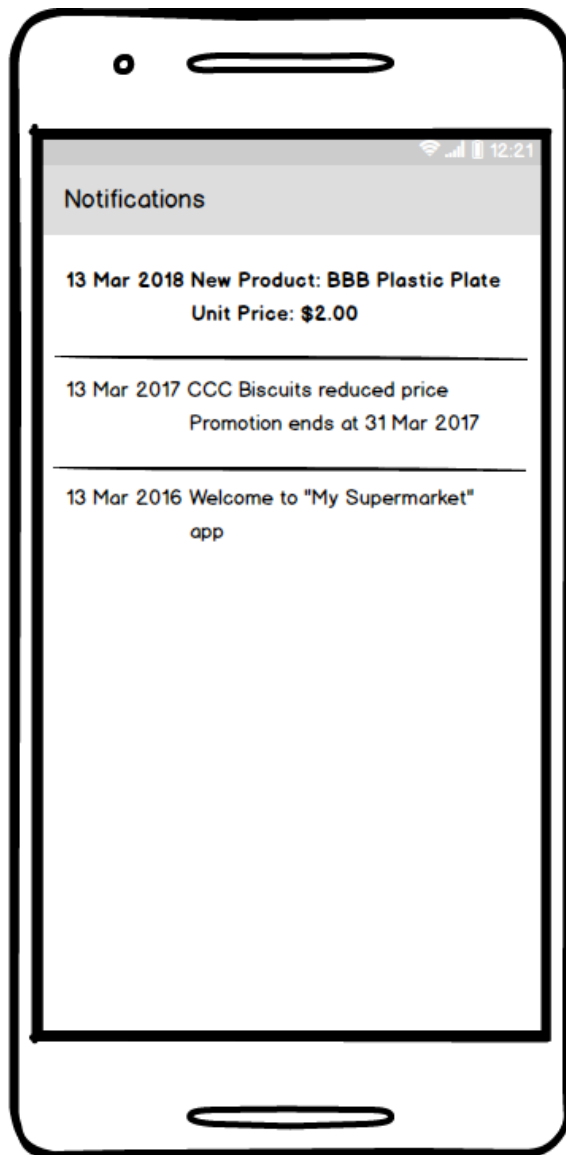 12:21
Notifications
13 Mar 2018 New Product: BBB Plastic Plate
Unit Price: $2.00
13 Mar 2017 CCC Biscuits reduced price
Promotion ends at 31 Mar 2017
13 Mar 2016 Welcome to "My Supermarket"
app